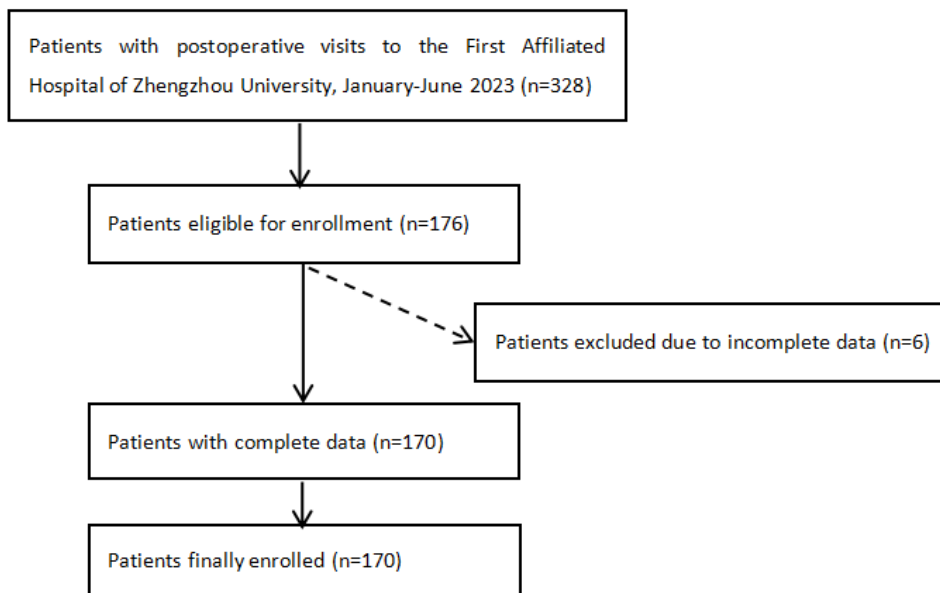 Patients with postoperative visits to the First Affiliated
Hospital of Zhengzhou University, January-June 2023 (n=328)
Patients eligible for enrollment (n=176)
Patients excluded due to incomplete data (n=6)
Patients with complete data (n=170)
Patients finally enrolled (n=170)